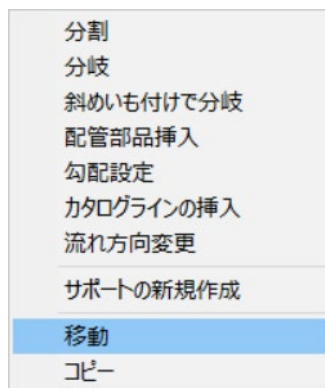 分割
分岐
斜めいも付けで分岐
配管部品挿入
勾配設定
カタログラインの挿入
流れ方向変更
サポートの新規作成
移動
コピー